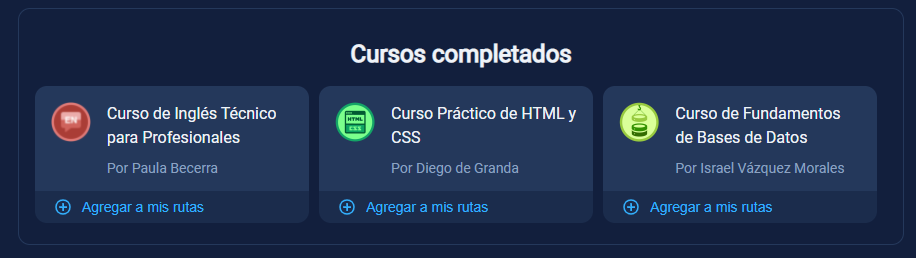 Cursos completados
EN
Curso de Inglés Técnico
para Profesionales
Por Paula Becerra
Agregar a mis rutas
HTML
CSS
Curso Práctico de HTML y
CSS
Por Diego de Granda
Agregar a mis rutas
Curso de Fundamentos
de Bases de Datos
Por Israel Vázquez Morales
Agregar a mis rutas